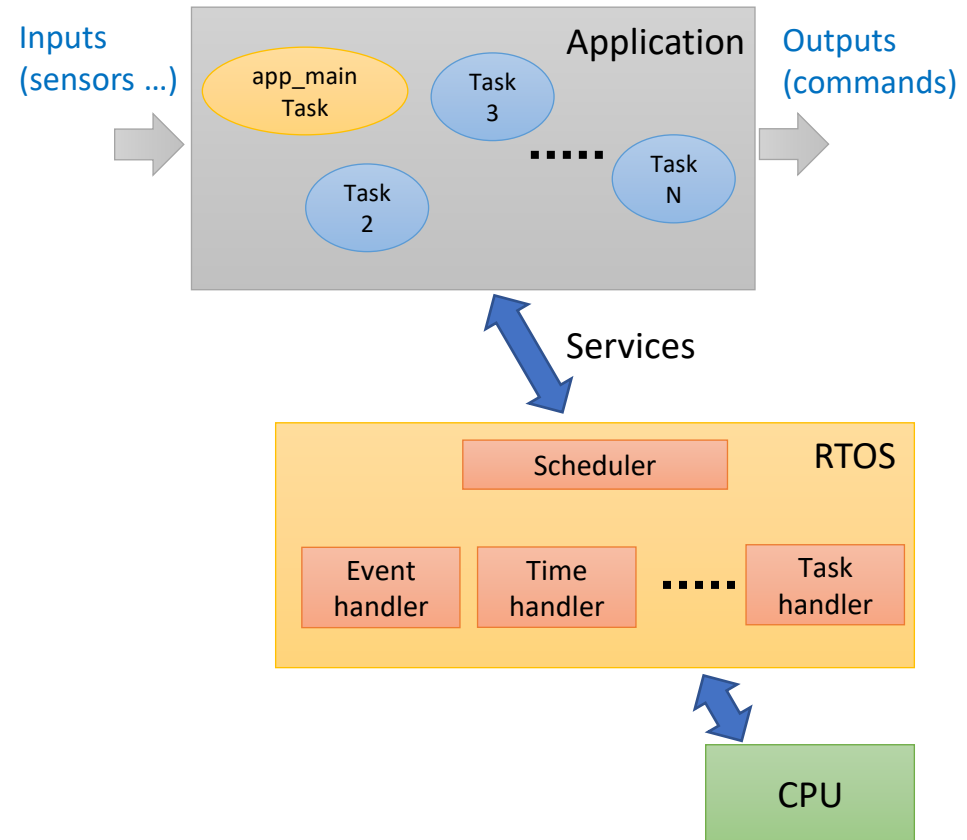 Inputs
(sensors ...)
Application
Outputs
(commands)
app_main
Task
Task
3
Task
2
Task
N
Services
RTOS
Scheduler
Event
handler
Time
handler
Task
handler
CPU